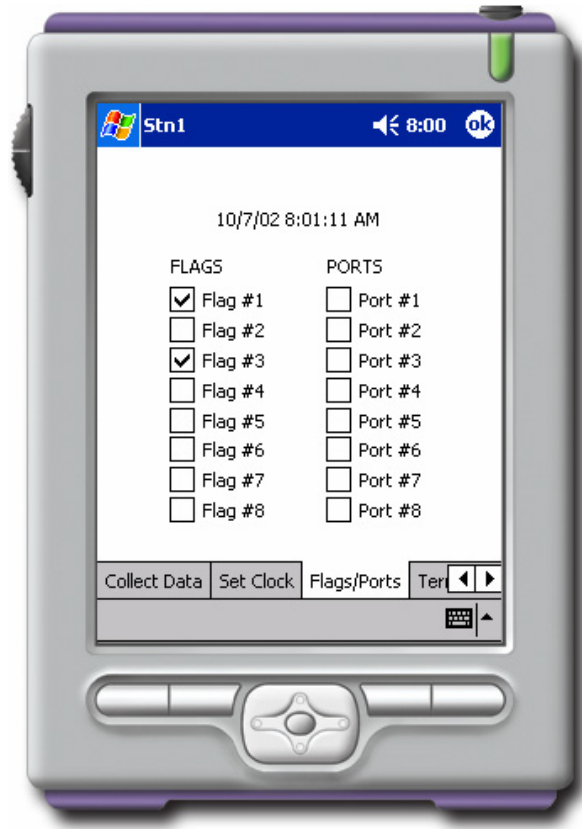 Stn1 8:00 ok
10/7/02 8:01:11 AM
FLAGS PORTS
Flag #1 Port #1
Flag #2 Port #2
Flag #3 Port #3
Flag #4 Port #4
Flag #5 Port #5
Flag #6 Port #6
Flag #7 Port #7
Flag #8 Port #8
Collect Data Set Clock Flags/Ports